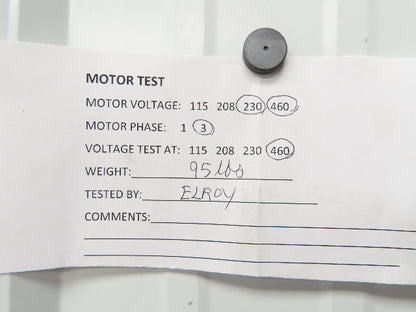 MOTOR TEST
MOTOR VOLTAGE: 115 208 230 460
MOTOR PHASE: 1 3
VOLTAGE TEST AT: 115 208 230 460
WEIGHT: 95 lbs
TESTED BY: ELROY
COMMENTS: